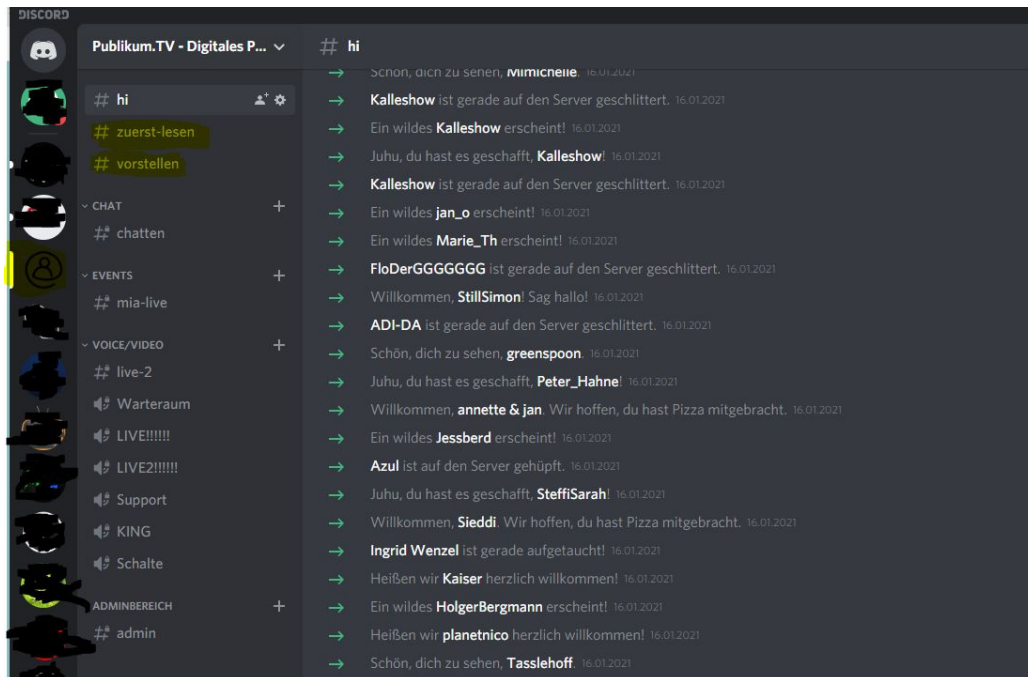 DISCORD
Publikum.TV - Digitales P...
# hi
# hi
# zuerst-lesen
# vorstellen
CHAT
# chatten
EVENTS
# mia-live
VOICE/VIDEO
# live-2
Warteraum
LIVE!!!!!!
LIVE2!!!!!!
Support
KING
Schalte
ADMINBEREICH
# admin
Schön, dich zu sehen, Mimichelle. 16.01.2021
Kalleshow ist gerade auf den Server geschlittert. 16.01.2021
Ein wildes Kalleshow erscheint! 16.01.2021
Juhu, du hast es geschafft, Kalleshow! 16.01.2021
Kalleshow ist gerade auf den Server geschlittert. 16.01.2021
Ein wildes jan_o erscheint! 16.01.2021
Ein wildes Marie_Th erscheint! 16.01.2021
FloDerGGGGGGG ist gerade auf den Server geschlittert. 16.01.2021
Willkommen, StillSimon! Sag hallo! 16.01.2021
ADI-DA ist gerade auf den Server geschlittert. 16.01.2021
Schön, dich zu sehen, greenspoon. 16.01.2021
Juhu, du hast es geschafft, Peter_Hahne! 16.01.2021
Willkommen, annette & jan. Wir hoffen, du hast Pizza mitgebracht. 16.01.2021
Ein wildes Jessberd erscheint! 16.01.2021
Azul ist auf den Server gehüpft. 16.01.2021
Juhu, du hast es geschafft, SteffiSarah! 16.01.2021
Willkommen, Sieddi. Wir hoffen, du hast Pizza mitgebracht. 16.01.2021
Ingrid Wenzel ist gerade aufgetaucht! 16.01.2021
Heißen wir Kaiser herzlich willkommen! 16.01.2021
Ein wildes HolgerBergmann erscheint! 16.01.2021
Heißen wir planetnico herzlich willkommen! 16.01.2021
Schön, dich zu sehen, Tasslehoff. 16.01.2021